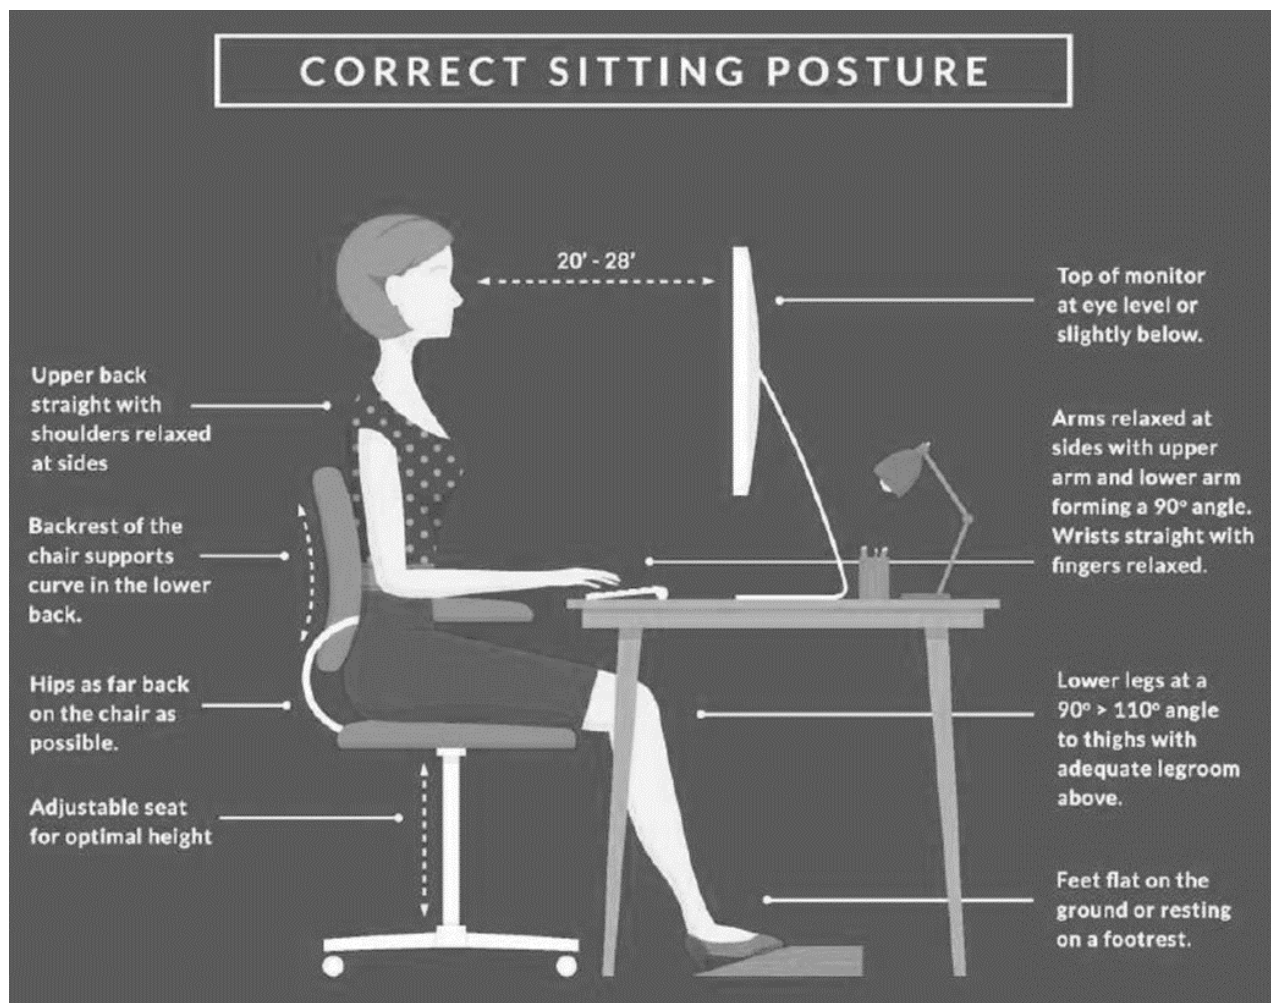 CORRECT SITTING POSTURE
20' - 28'
Top of monitor
at eye level or
slightly below.
Upper back
straight with
shoulders relaxed
at sides
Arms relaxed at
sides with upper
arm and lower arm
forming a 90° angle.
Wrists straight with
fingers relaxed.
Backrest of the
chair supports
curve in the lower
back.
Hips as far back
on the chair as
possible.
Lower legs at a
90° > 110° angle
to thighs with
adequate legroom
above.
Adjustable seat
for optimal height
Feet flat on the
ground or resting
on a footrest.